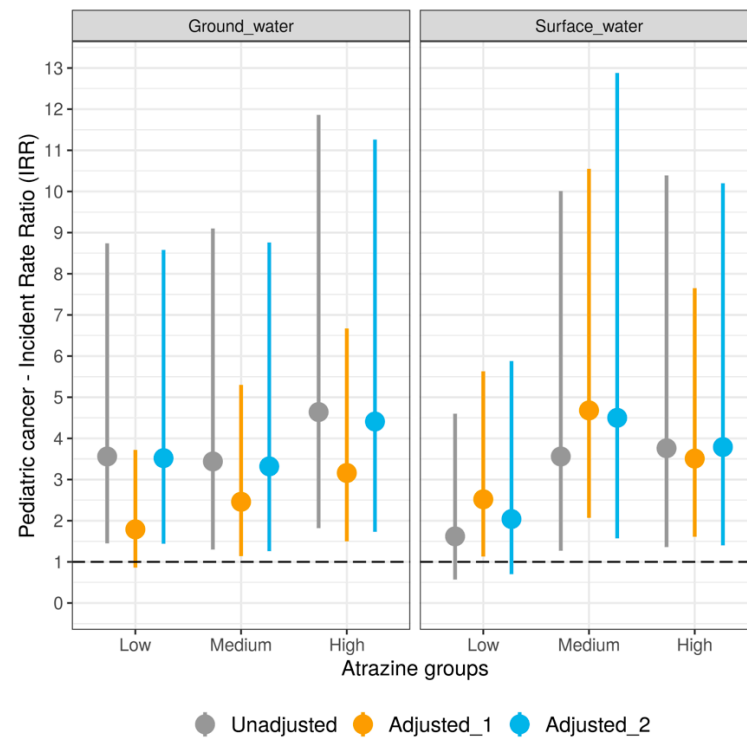 Ground_water Surface_water
Pediatric cancer - Incident Rate Ratio (IRR)
13
12
11
10
9
8
7
6
5
4
3
2
1
0
Low Medium High Low Medium High
Atrazine groups
Unadjusted Adjusted_1 Adjusted_2